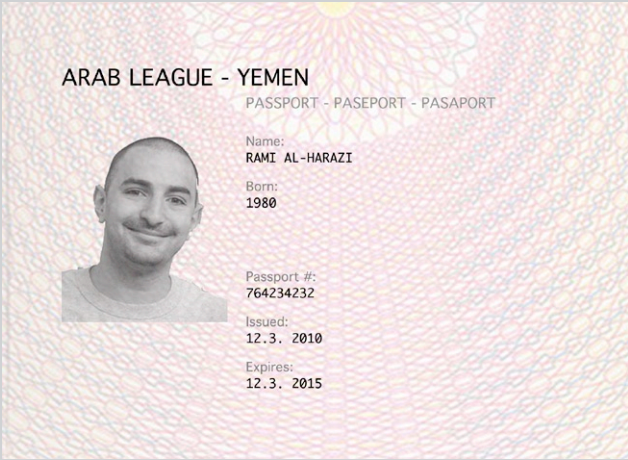 ARAB LEAGUE - YEMEN
PASSPORT - PASEPORT - PASAPORT
Name:
RAMI AL-HARAZI
Born:
1980
Passport #:
764234232
Issued:
12.3. 2010
Expires:
12.3. 2015